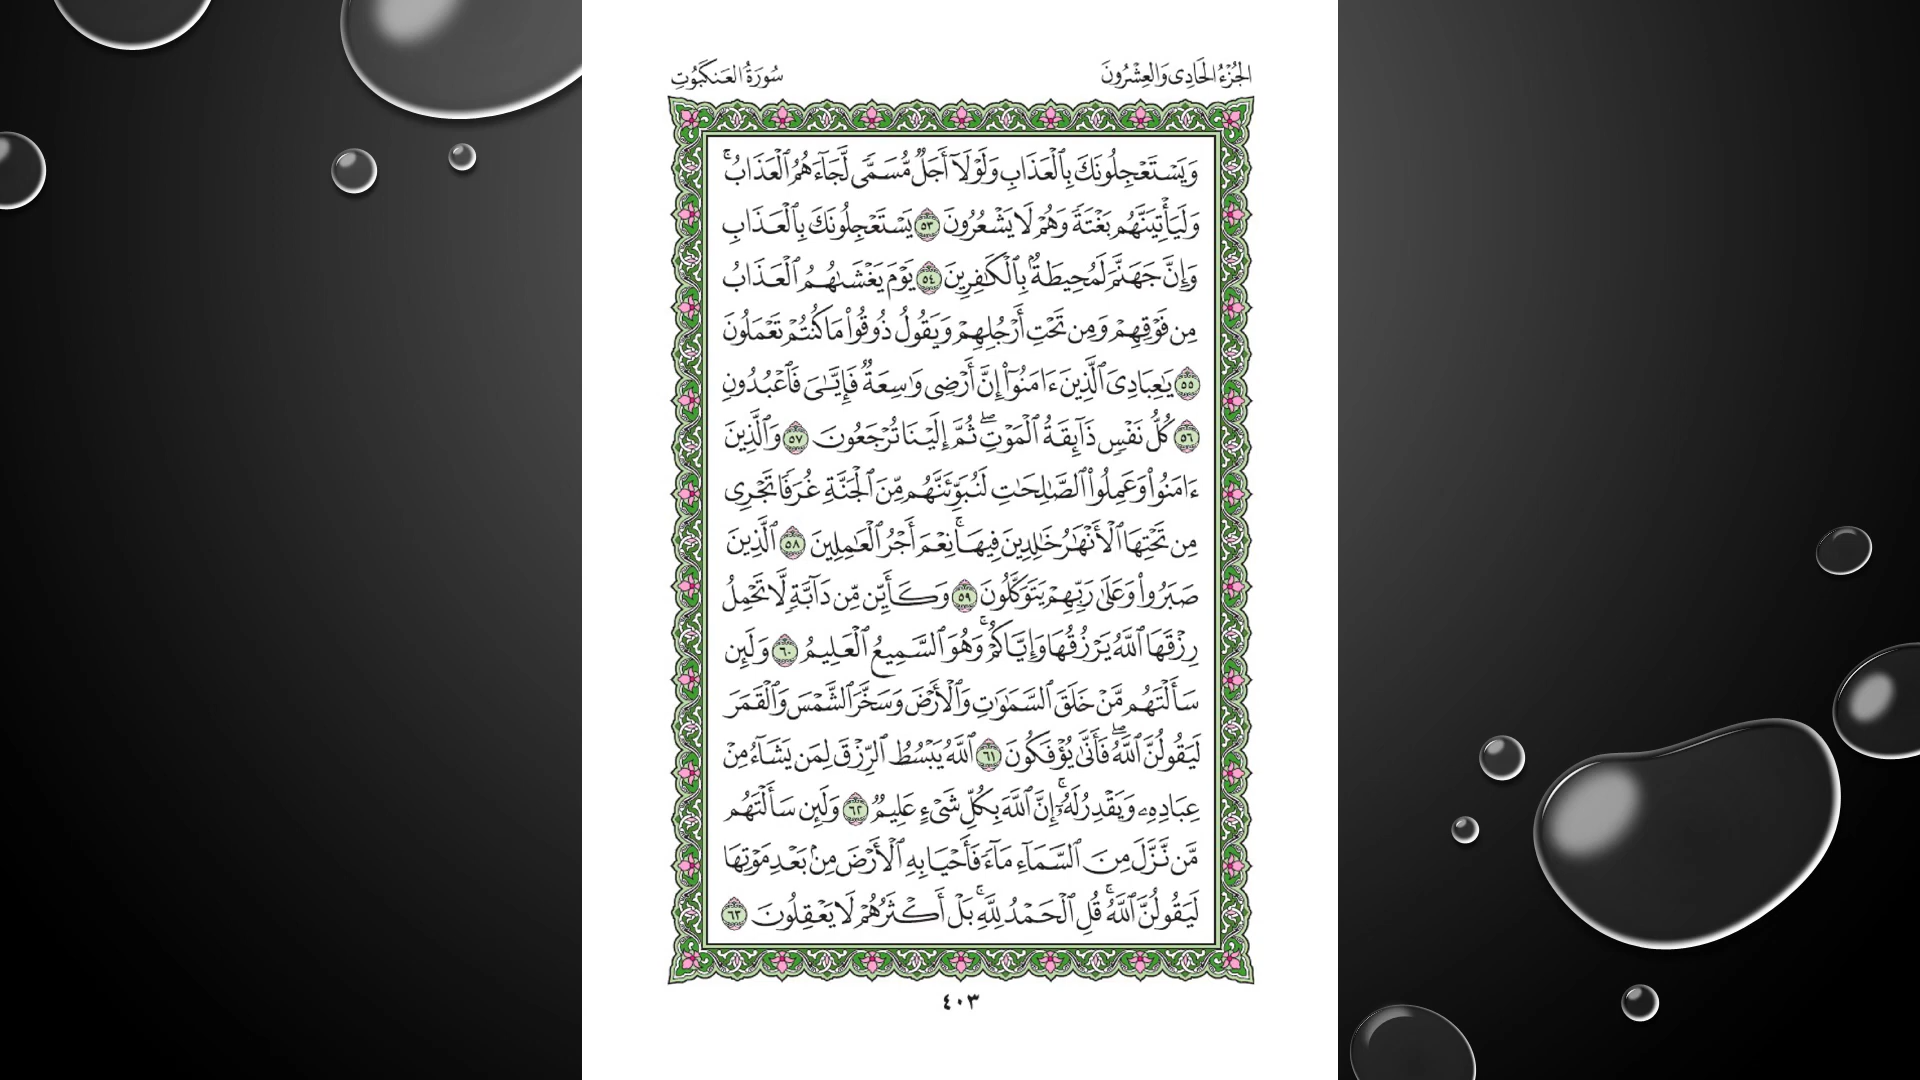 الجُزْءُ الحَادِى وَالعِشْرُونَ
سُورَةُ العَنكَبُوتِ
وَيَسْتَعْجِلُونَكَ بِٱلْعَذَابِ وَلَوْلَآ أَجَلٌ مُّسَمًّى لَّجَآءَهُمُ ٱلْعَذَابُۚ
وَلَيَأْتِيَنَّهُم بَغْتَةً وَهُمْ لَا يَشْعُرُونَ ٥٣ يَسْتَعْجِلُونَكَ بِٱلْعَذَابِ
وَإِنَّ جَهَنَّمَ لَمُحِيطَةٌۢ بِٱلْكَٰفِرِينَ ٥٤ يَوْمَ يَغْشَىٰهُمُ ٱلْعَذَابُ
مِن فَوْقِهِمْ وَمِن تَحْتِ أَرْجُلِهِمْ وَيَقُولُ ذُوقُوا۟ مَا كُنتُمْ تَعْمَلُونَ
٥٥ يَٰعِبَادِىَ ٱلَّذِينَ ءَامَنُوٓا۟ إِنَّ أَرْضِى وَٰسِعَةٌ فَإِيَّٰىَ فَٱعْبُدُونِ
٥٦ كُلُّ نَفْسٍ ذَآئِقَةُ ٱلْمَوْتِۖ ثُمَّ إِلَيْنَا تُرْجَعُونَ ٥٧ وَٱلَّذِينَ
ءَامَنُوا۟ وَعَمِلُوا۟ ٱلصَّٰلِحَٰتِ لَنُبَوِّئَنَّهُم مِّنَ ٱلْجَنَّةِ غُرَفًا تَجْرِى
مِن تَحْتِهَا ٱلْأَنْهَٰرُ خَٰلِدِينَ فِيهَاۚ نِعْمَ أَجْرُ ٱلْعَٰمِلِينَ ٥٨ ٱلَّذِينَ
صَبَرُوا۟ وَعَلَىٰ رَبِّهِمْ يَتَوَكَّلُونَ ٥٩ وَكَأَيِّن مِّن دَآبَّةٍ لَّا تَحْمِلُ
رِزْقَهَا ٱللَّهُ يَرْزُقُهَا وَإِيَّاكُمْۚ وَهُوَ ٱلسَّمِيعُ ٱلْعَلِيمُ ٦٠ وَلَئِن
سَأَلْتَهُم مَّنْ خَلَقَ ٱلسَّمَٰوَٰتِ وَٱلْأَرْضَ وَسَخَّرَ ٱلشَّمْسَ وَٱلْقَمَرَ
لَيَقُولُنَّ ٱللَّهُۖ فَأَنَّىٰ يُؤْفَكُونَ ٦١ ٱللَّهُ يَبْسُطُ ٱلرِّزْقَ لِمَن يَشَآءُ مِنْ
عِبَادِهِۦ وَيَقْدِرُ لَهُۥٓۚ إِنَّ ٱللَّهَ بِكُلِّ شَىْءٍ عَلِيمٌ ٦٢ وَلَئِن سَأَلْتَهُم
مَّن نَّزَّلَ مِنَ ٱلسَّمَآءِ مَآءً فَأَحْيَا بِهِ ٱلْأَرْضَ مِنۢ بَعْدِ مَوْتِهَا
لَيَقُولُنَّ ٱللَّهُۚ قُلِ ٱلْحَمْدُ لِلَّهِۚ بَلْ أَكْثَرُهُمْ لَا يَعْقِلُونَ ٦٣
٤٠٣